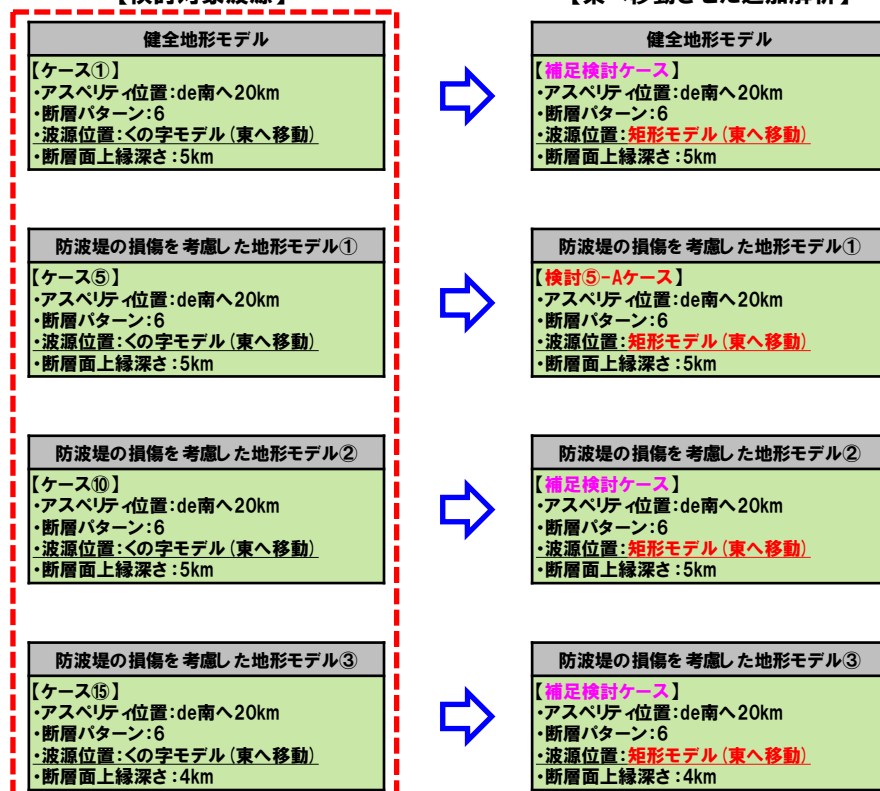 【検討対象波源】
健全地形モデル
【ケース①】
・アスペリティ位置:de南へ20km
・断層パターン:6
・波源位置:くの字モデル(東へ移動)
・断層面上縁深さ:5km
防波堤の損傷を考慮した地形モデル①
【ケース⑤】
・アスペリティ位置:de南へ20km
・断層パターン:6
・波源位置:くの字モデル(東へ移動)
・断層面上縁深さ:5km
防波堤の損傷を考慮した地形モデル②
【ケース⑩】
・アスペリティ位置:de南へ20km
・断層パターン:6
・波源位置:くの字モデル(東へ移動)
・断層面上縁深さ:5km
防波堤の損傷を考慮した地形モデル③
【ケース⑮】
・アスペリティ位置:de南へ20km
・断層パターン:6
・波源位置:くの字モデル(東へ移動)
・断層面上縁深さ:4km
【東へ移動させた追加解析】
健全地形モデル
【補足検討ケース】
・アスペリティ位置:de南へ20km
・断層パターン:6
・波源位置:矩形モデル(東へ移動)
・断層面上縁深さ:5km
防波堤の損傷を考慮した地形モデル①
【検討⑤-Aケース】
・アスペリティ位置:de南へ20km
・断層パターン:6
・波源位置:矩形モデル(東へ移動)
・断層面上縁深さ:5km
防波堤の損傷を考慮した地形モデル②
【補足検討ケース】
・アスペリティ位置:de南へ20km
・断層パターン:6
・波源位置:矩形モデル(東へ移動)
・断層面上縁深さ:5km
防波堤の損傷を考慮した地形モデル③
【補足検討ケース】
・アスペリティ位置:de南へ20km
・断層パターン:6
・波源位置:矩形モデル(東へ移動)
・断層面上縁深さ:4km